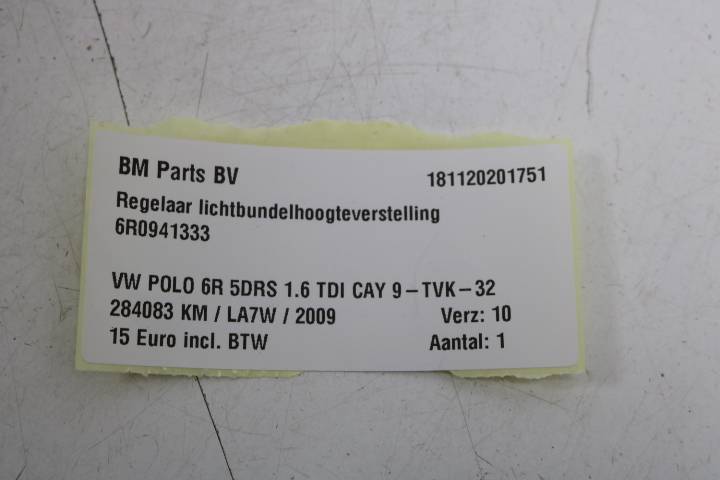 BM Parts BV 181120201751
Regelaar lichtbundelhoogteverstelling
6R0941333
VW POLO 6R 5DRS 1.6 TDI CAY 9-TVK-32
284083 KM / LA7W / 2009 Verz: 10
15 Euro incl. BTW Aantal: 1